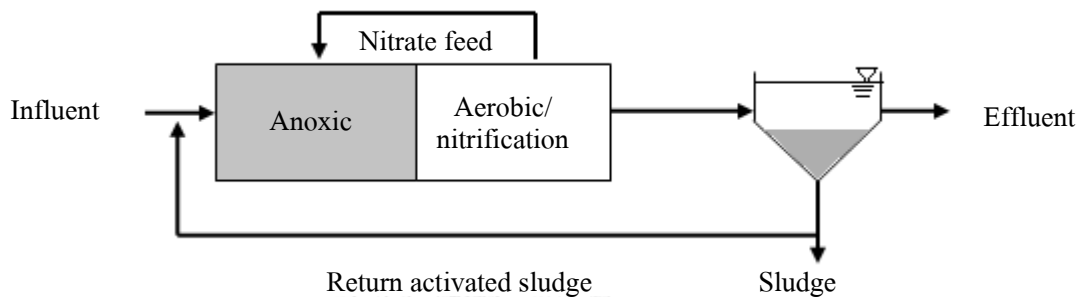 Nitrate feed
Influent
Anoxic
Aerobic/
nitrification
Effluent
Return activated sludge
Sludge